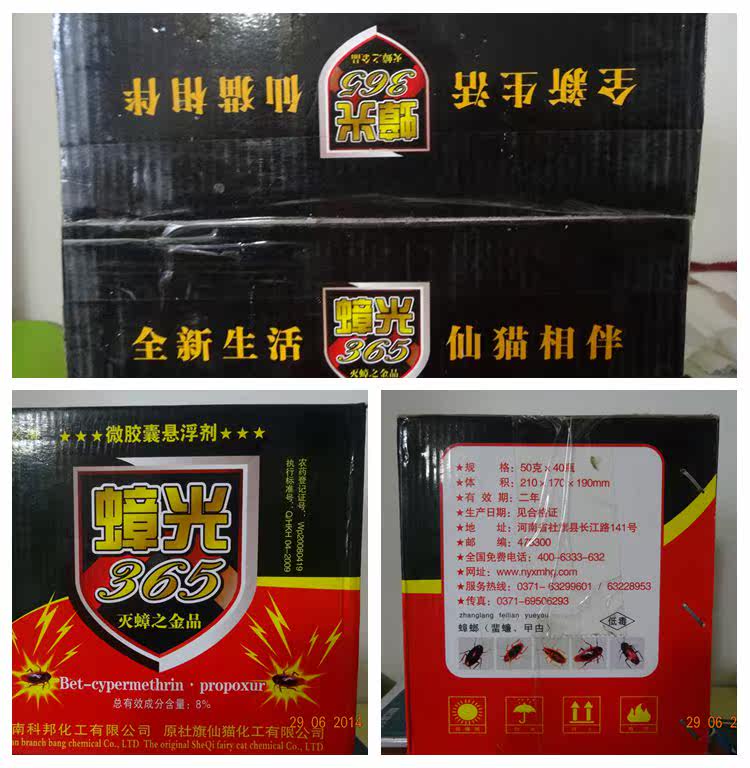 全新生活
蟑光
365
灭蟑之金品
仙猫相伴
全新生活
蟑光
365
灭蟑之金品
仙猫相伴
★★★微胶囊悬浮剂★★★
蟑光
365
灭蟑之金品
农药登记证号：Wp20080419
执行标准号：Q/HKH 04-2009
Bet-cypermethrin · propoxur
总有效成分含量：8%
南科邦化工有限公司 原社旗仙猫化工有限公司
an branch bang chemical Co., LTD The original SheQi fairy cat chemical Co., LTD
29 06 2014
★规 格：50克×40瓶
★体 积：210×170×190mm
★有 效 期：二年
★生产日期：见合格证
★地 址：河南省社旗县长江路141号
★邮 编：473300
★全国免费电话：400-6333-632
★网址：www.nyxmhg.com
★服务热线：0371- 63299601 / 63228953
★传真：0371-69506293
zhanglang feilian yueyou
蟑螂（蜚蠊、曰甴）
低毒
29 06-2